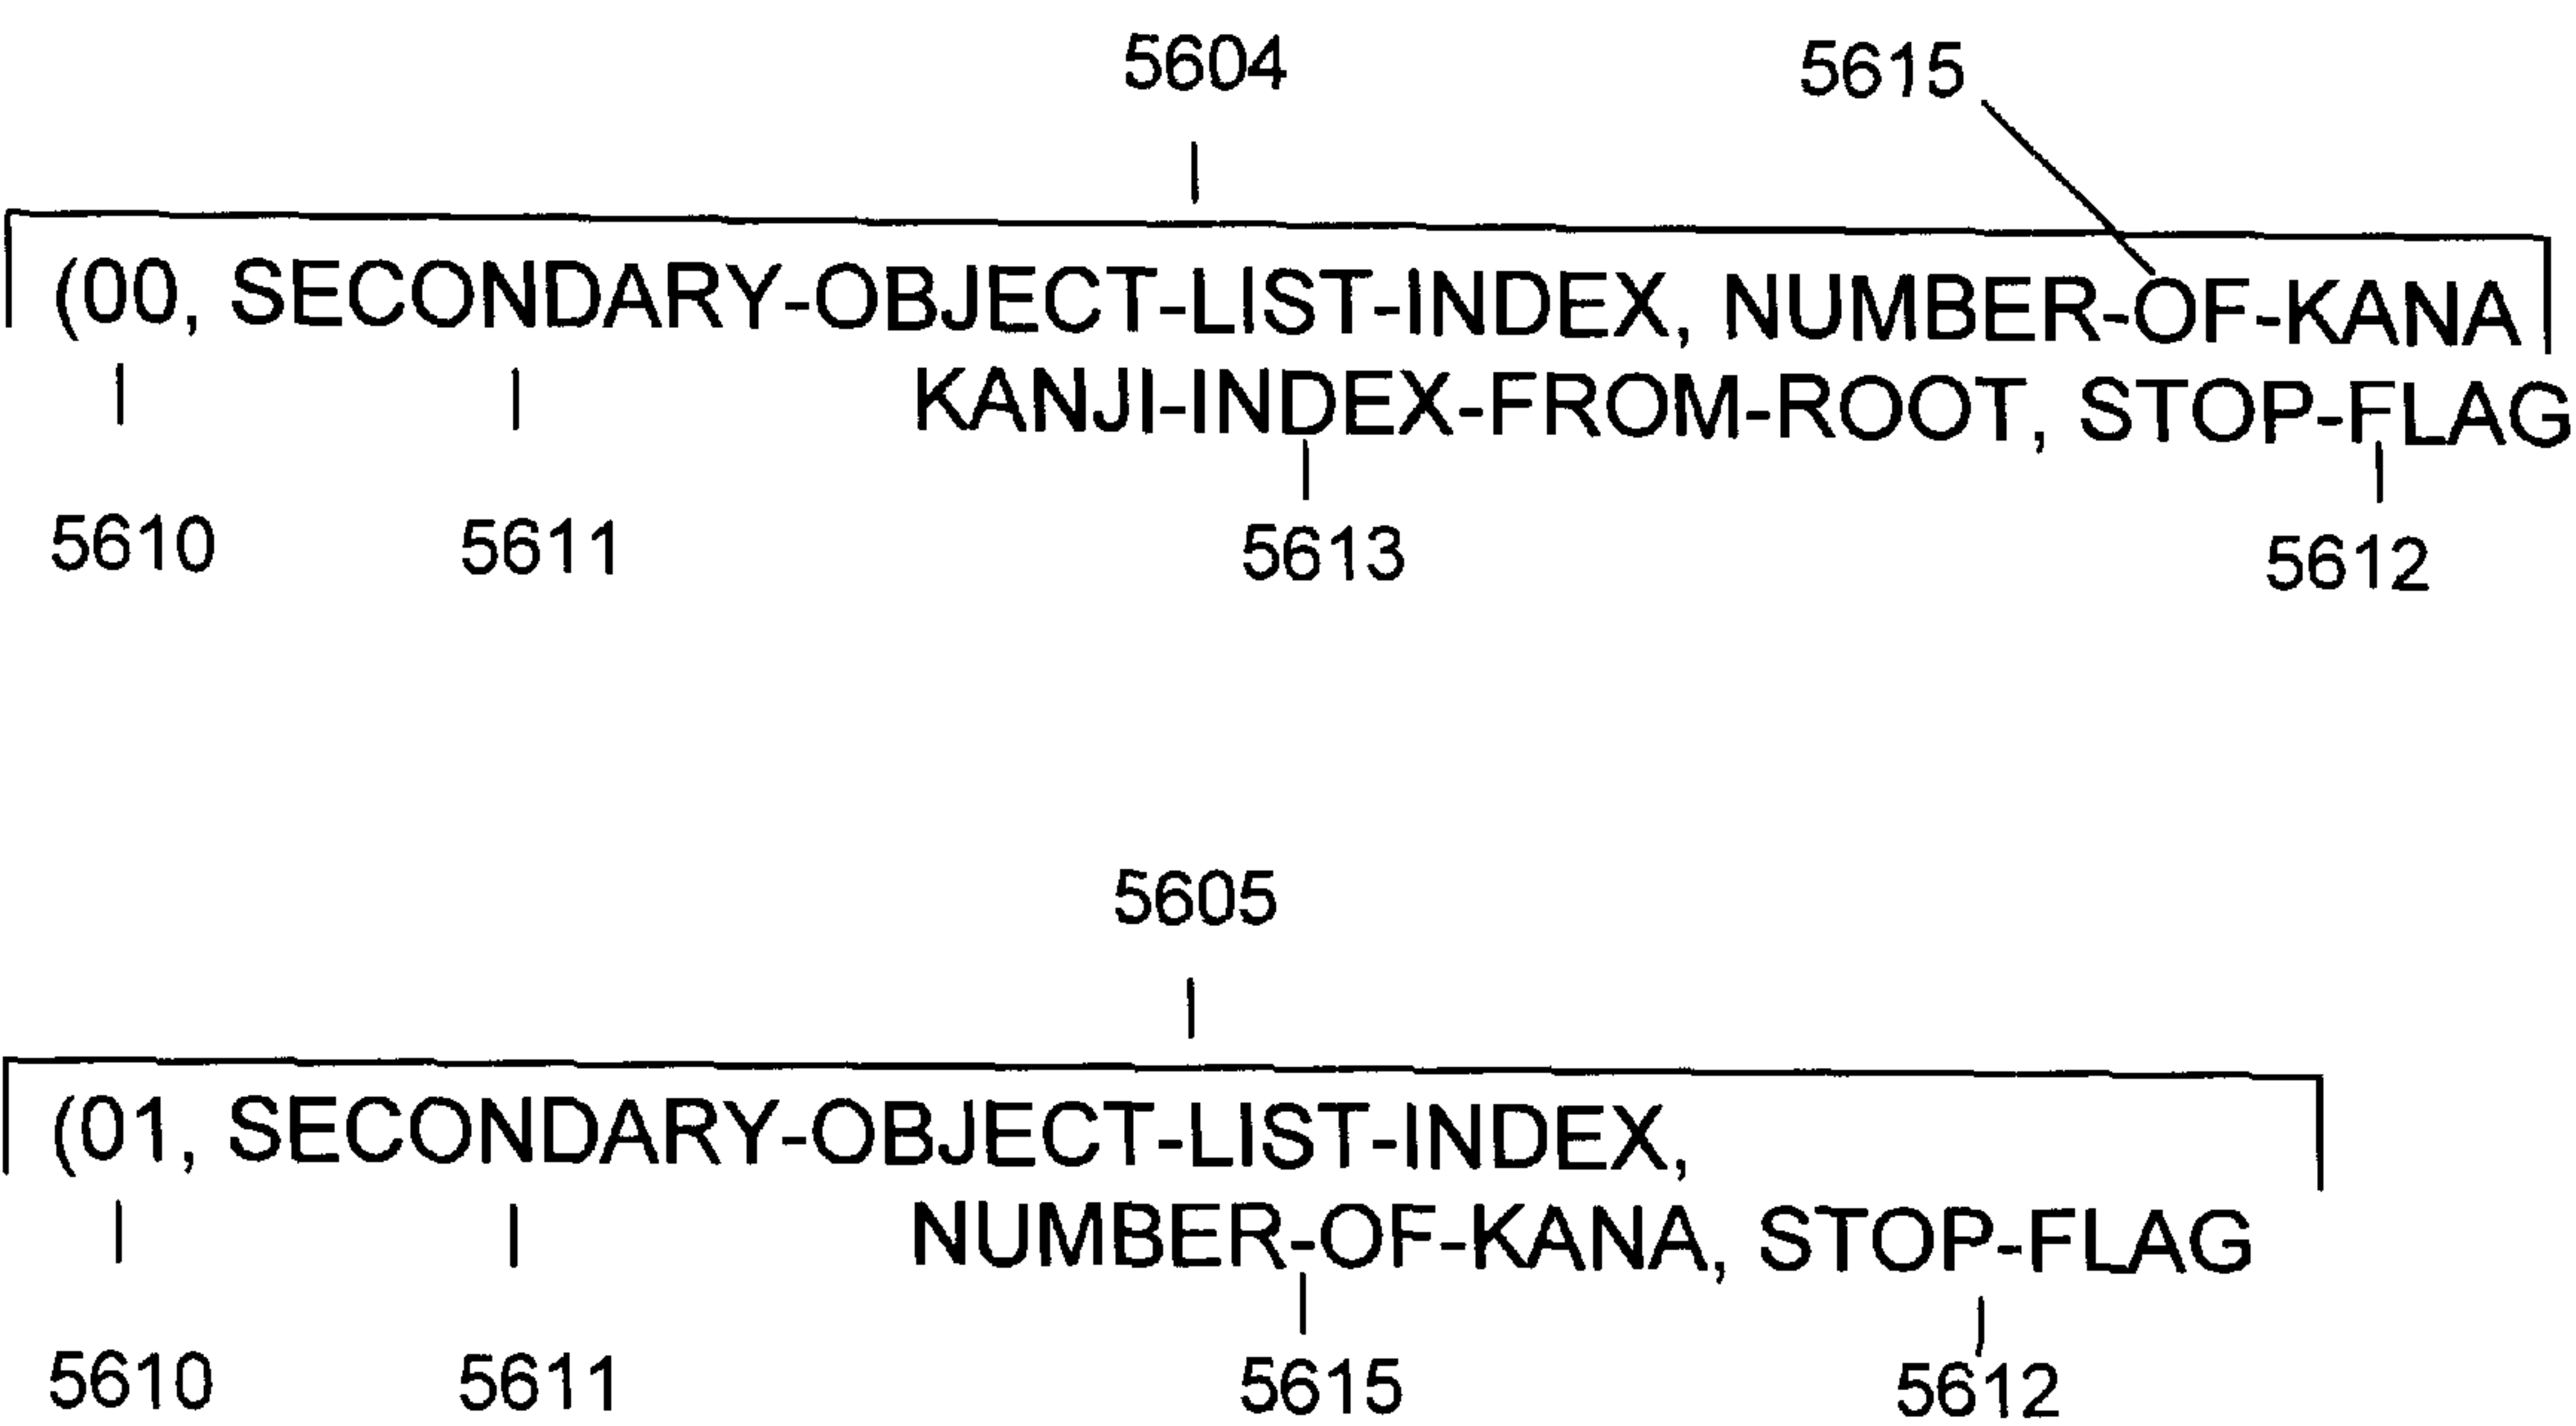 5604 5615
(00, SECONDARY-OBJECT-LIST-INDEX, NUMBER-OF-KANA
KANJI-INDEX-FROM-ROOT, STOP-FLAG
5610 5611 5613 5612
5605
(01, SECONDARY-OBJECT-LIST-INDEX,
NUMBER-OF-KANA, STOP-FLAG
5610 5611 5615 5612